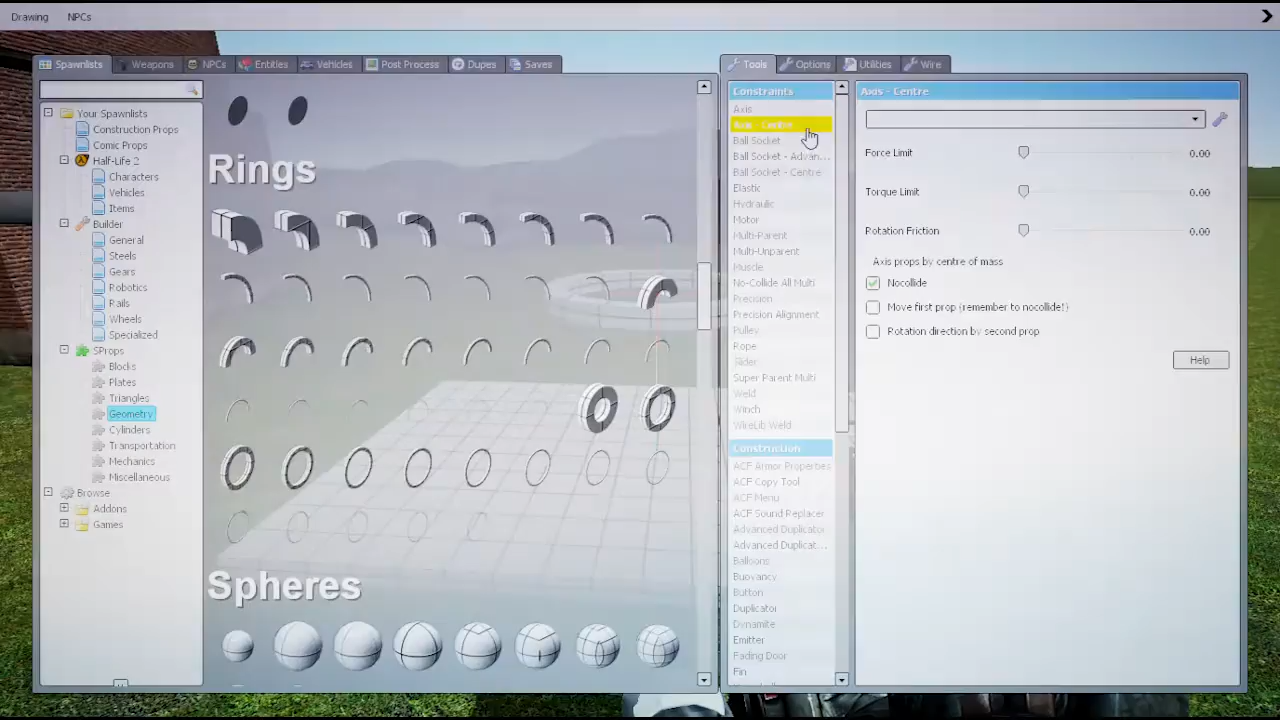 Drawing NPCs
Spawnlists Weapons NPCs Entities Vehicles Post Process Dupes Saves
Your Spawnlists
Construction Props
Comic Props
Half-Life 2
Characters
Vehicles
Items
Builder
General
Steels
Gears
Robotics
Rails
Wheels
Specialized
SProps
Blocks
Plates
Triangles
Geometry
Cylinders
Transportation
Mechanics
Miscellaneous
Browse
Addons
Games
Rings
Spheres
Tools Options Utilities Wire
Constraints
Axis
Axis - Centre
Ball Socket
Ball Socket - Advan...
Ball Socket - Centre
Elastic
Hydraulic
Motor
Multi-Parent
Multi-Unparent
Muscle
No-Collide All Multi
Precision
Precision Alignment
Pulley
Rope
Slider
Super Parent Multi
Weld
Winch
WireLib Weld
Construction
ACF Armor Properties
ACF Copy Tool
ACF Menu
ACF Sound Replacer
Advanced Duplicator
Advanced Duplicat...
Balloons
Buoyancy
Button
Duplicator
Dynamite
Emitter
Fading Door
Fin
Axis - Centre
Force Limit 0.00
Torque Limit 0.00
Rotation Friction 0.00
Axis props by centre of mass
Nocollide
Move first prop (remember to nocollide!)
Rotation direction by second prop
Help